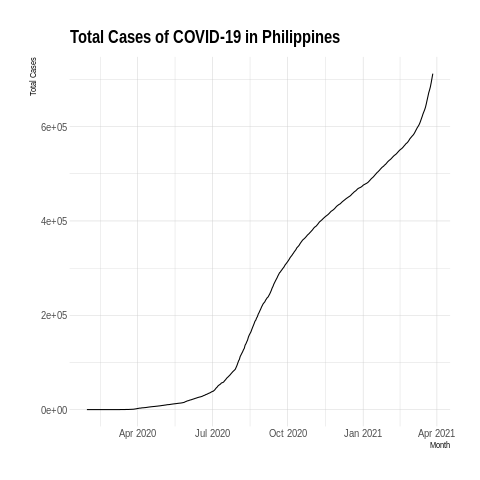 Total Cases of COVID-19 in Philippines
Total Cases
6e+05
4e+05
2e+05
0e+00
Apr 2020 Jul 2020 Oct 2020 Jan 2021 Apr 2021
Month